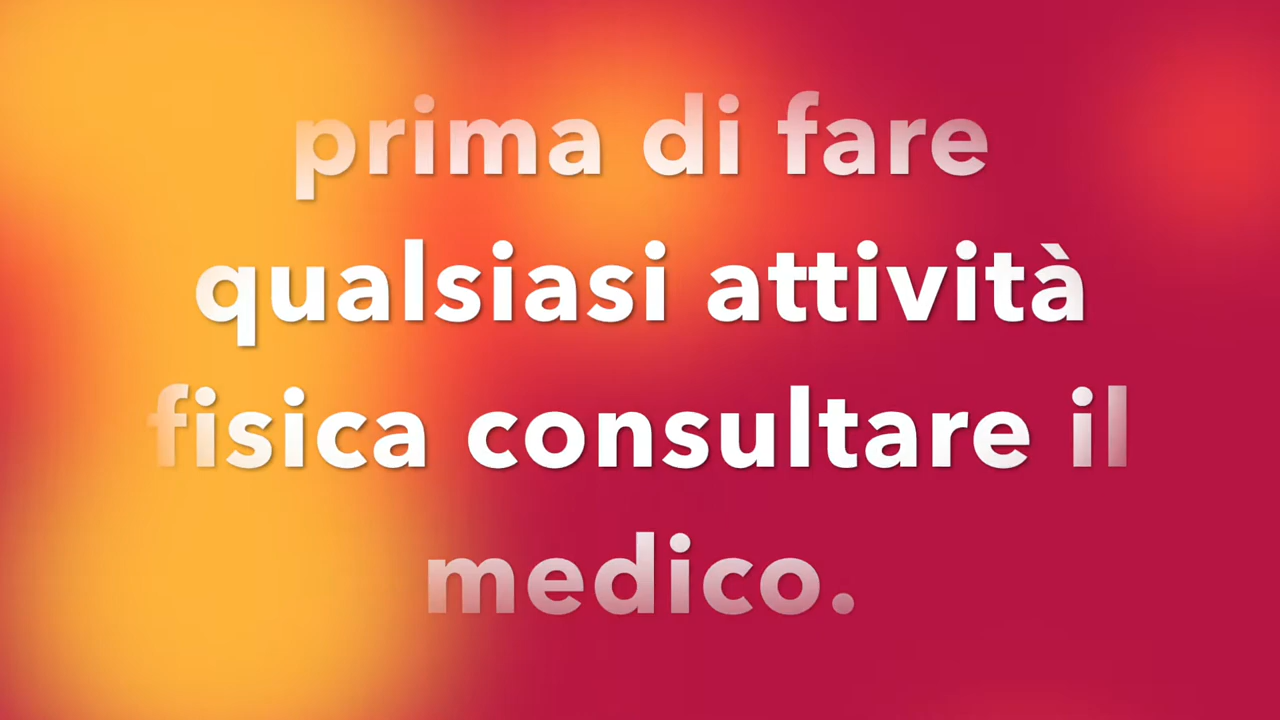 prima di fare
qualsiasi attività
fisica consultare il
medico.